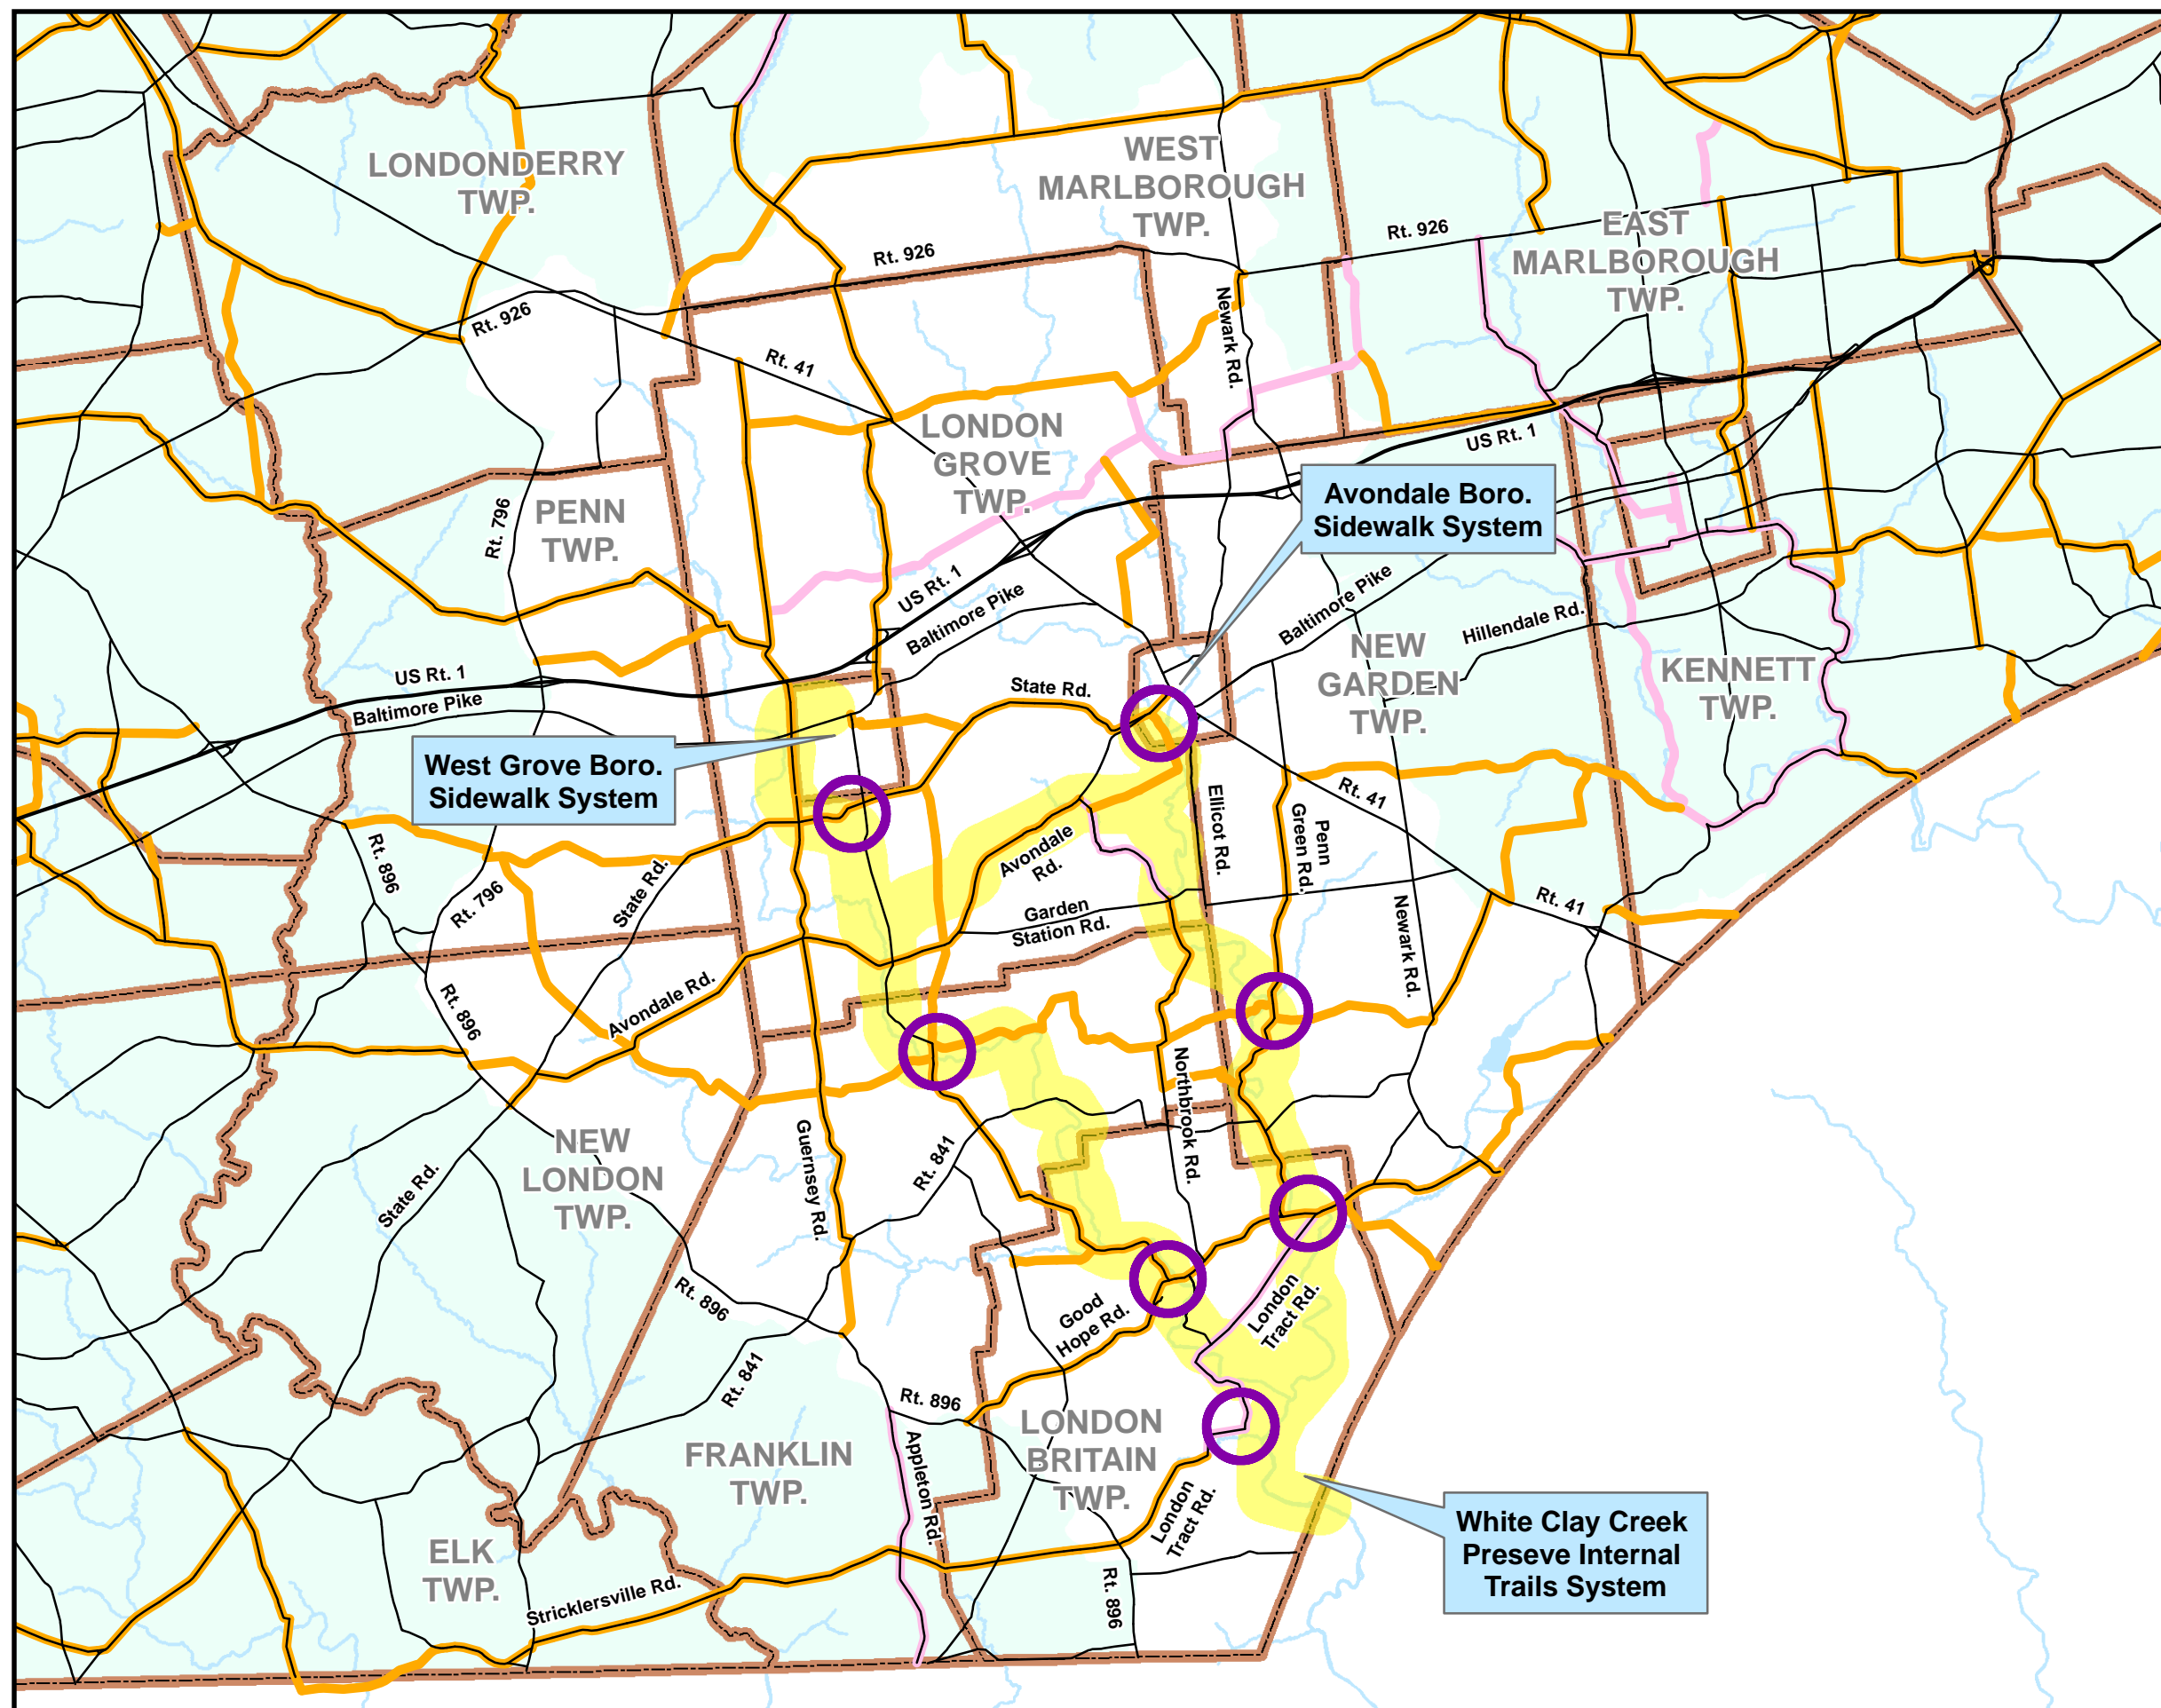 LONDONDERRY
TWP.
WEST
MARLBOROUGH
TWP.
EAST
MARLBOROUGH
TWP.
Rt. 926
Rt. 926
Rt. 926
Newark Rd.
Rt. 41
LONDON
GROVE
TWP.
US Rt. 1
Avondale Boro.
Sidewalk System
PENN
TWP.
Rt. 796
US Rt. 1
Baltimore Pike
Baltimore Pike
Hillendale Rd.
NEW
GARDEN
TWP.
KENNETT
TWP.
US Rt. 1
Baltimore Pike
State Rd.
West Grove Boro.
Sidewalk System
Rt. 41
Ellicot Rd.
Penn
Green Rd.
Rt. 896
Avondale
Rd.
State Rd.
Rt. 796
Garden
Station Rd.
Newark Rd.
Rt. 41
Rt. 896
Avondale Rd.
Northbrook Rd.
NEW
LONDON
TWP.
Guernsey Rd.
Rt. 841
State Rd.
Rt. 896
Good
Hope Rd.
London
Tract Rd.
Rt. 841
Rt. 896
FRANKLIN
TWP.
Appleton Rd.
LONDON
BRITAIN
TWP.
London
Tract Rd.
White Clay Creek
Preseve Internal
Trails System
ELK
TWP.
Stricklersville Rd.
Rt. 896